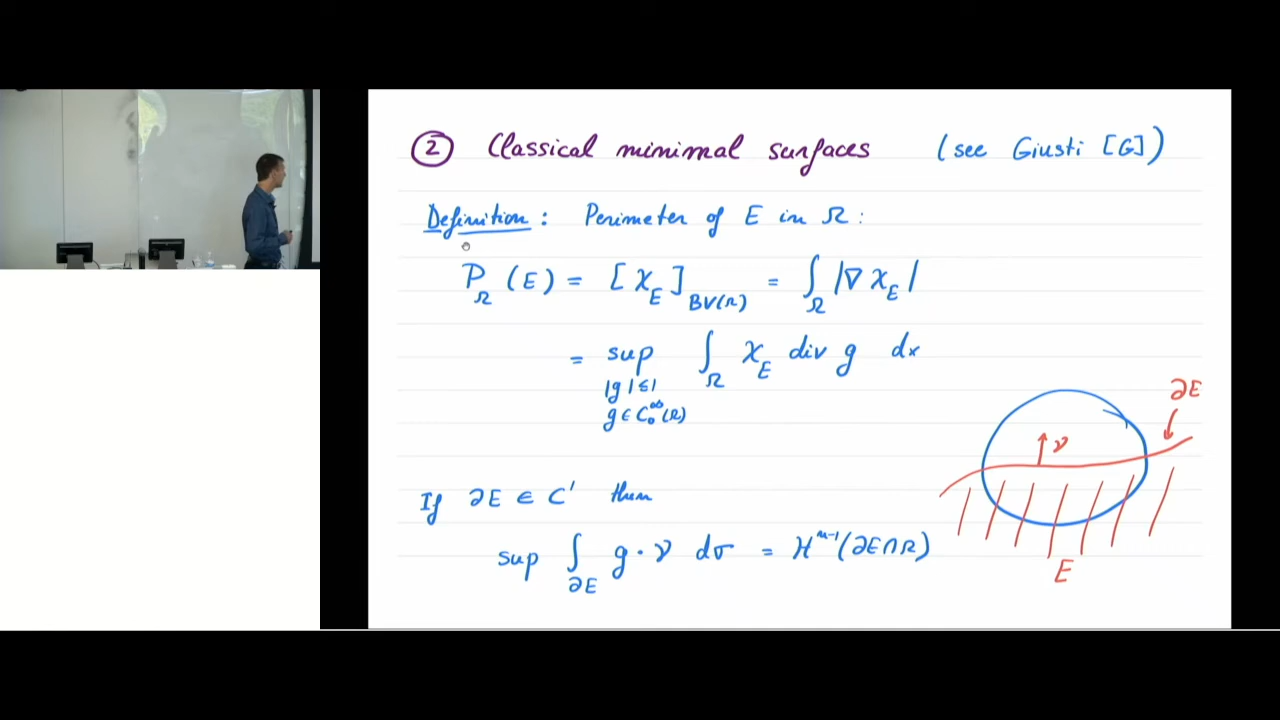 ② Classical minimal surfaces (see Giusti [G])
Definition: Perimeter of E in Ω:
P_Ω (E) = [χ_E]_BV(Ω) = ∫_Ω |∇χ_E|
= sup ∫_Ω χ_E div g dx
|g|≤1
g ∈ C₀^∞(Ω)
∂E
ν
If ∂E ∈ C¹ then
sup ∫_∂E g · ν dσ = H^{n-1}(∂E∩Ω)
E